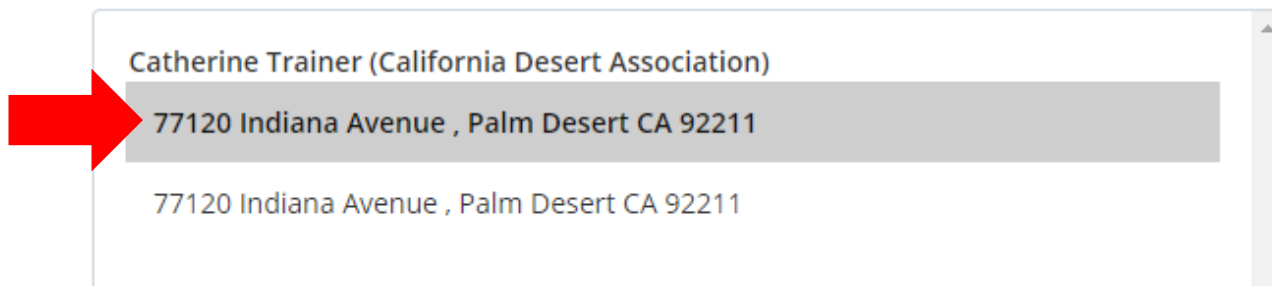 Catherine Trainer (California Desert Association)
77120 Indiana Avenue , Palm Desert CA 92211
77120 Indiana Avenue , Palm Desert CA 92211